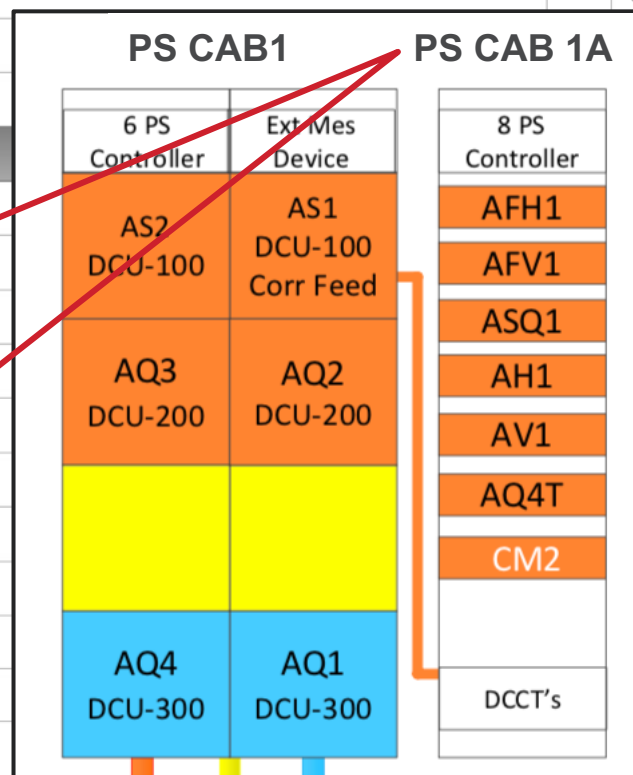 PS CAB1
PS CAB 1A
6 PS
Controller
Ext Mes
Device
8 PS
Controller
AS2
DCU-100
AS1
DCU-100
Corr Feed
AFH1
AFV1
ASQ1
AQ3
DCU-200
AQ2
DCU-200
AH1
AV1
AQ4T
CM2
AQ4
DCU-300
AQ1
DCU-300
DCCT's